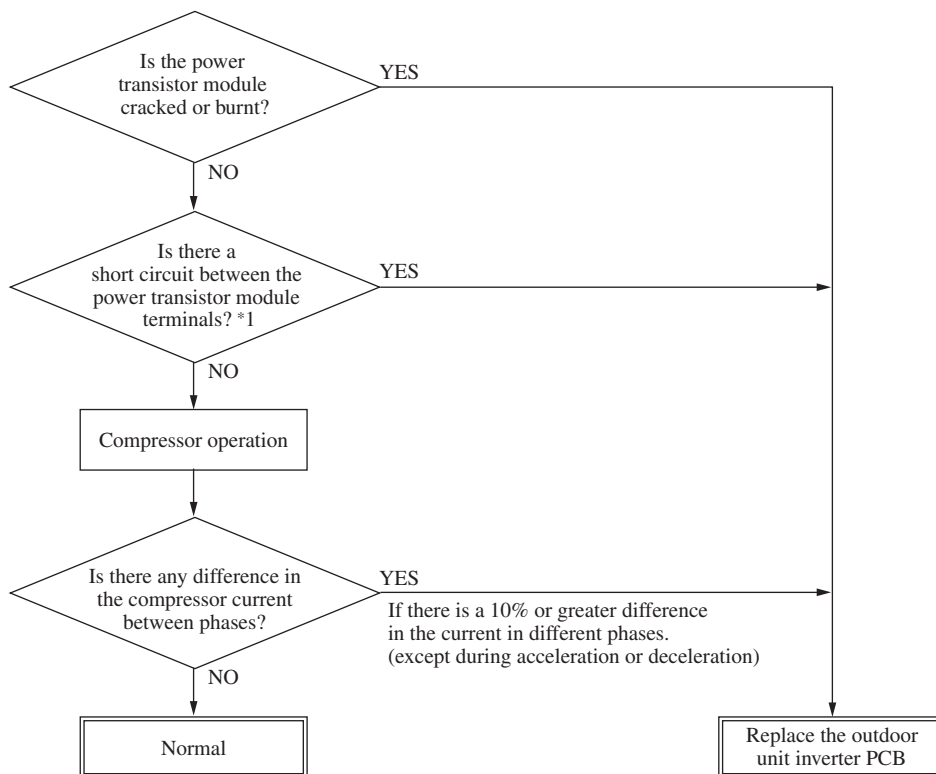 Is the power
transistor module
cracked or burnt?
YES
NO
Is there a
short circuit between the
power transistor module
terminals? *1
YES
NO
Compressor operation
Is there any difference in
the compressor current
between phases?
YES
If there is a 10% or greater difference
in the current in different phases.
(except during acceleration or deceleration)
NO
Normal
Replace the outdoor
unit inverter PCB